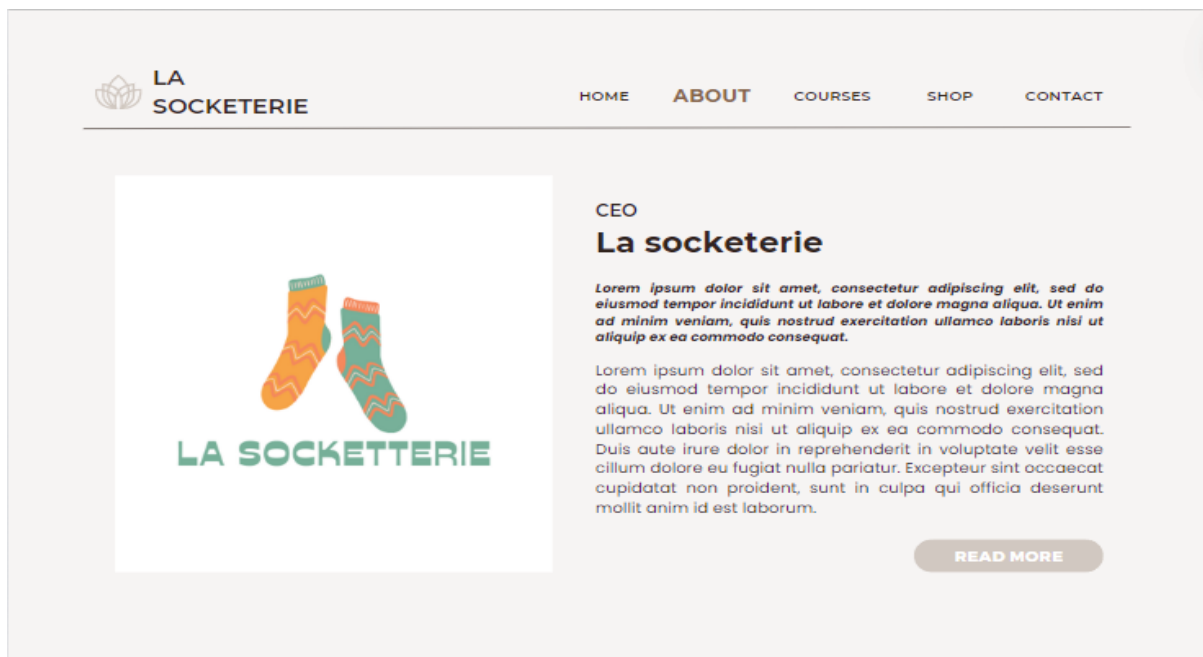 LA
SOCKETERIE
HOME ABOUT COURSES SHOP CONTACT
LA SOCKETTERIE
CEO
La socketerie
Lorem ipsum dolor sit amet, consectetur adipiscing elit, sed do
eiusmod tempor incididunt ut labore et dolore magna aliqua. Ut enim
ad minim veniam, quis nostrud exercitation ullamco laboris nisi ut
aliquip ex ea commodo consequat.
Lorem ipsum dolor sit amet, consectetur adipiscing elit, sed
do eiusmod tempor incididunt ut labore et dolore magna
aliqua. Ut enim ad minim veniam, quis nostrud exercitation
ullamco laboris nisi ut aliquip ex ea commodo consequat.
Duis aute irure dolor in reprehenderit in voluptate velit esse
cillum dolore eu fugiat nulla pariatur. Excepteur sint occaecat
cupidatat non proident, sunt in culpa qui officia deserunt
mollit anim id est laborum.
READ MORE